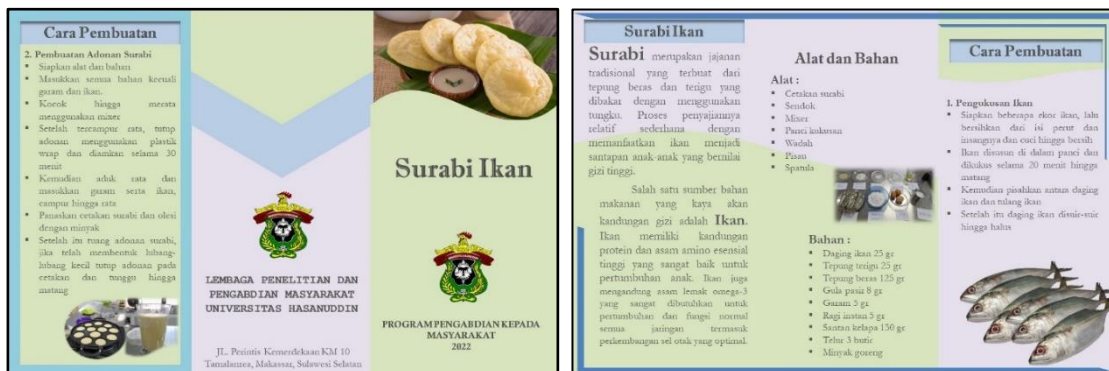 Cara Pembuatan
2. Pembuatan Adonan Surabi
▪ Siapkan alat dan bahan
▪ Masukkan semua bahan kecuali
garam dan ikan.
▪ Kocok hingga merata
menggunakan mixer
▪ Setelah tercampur rata, tutup
adonan menggunakan plastik
wrap dan diamkan selama 30
menit
▪ Kemudian aduk rata dan
masukkan garam serta ikan,
campur hingga rata
▪ Panaskan cetakan surabi dan olesi
dengan minyak
▪ Setelah itu tuang adonan surabi,
jika telah membentuk lubang-
lubang kecil tutup adonan pada
cetakan dan tunggu hingga
matang
LEMBAGA PENELITIAN DAN
PENGABDIAN MASYARAKAT
UNIVERSITAS HASANUDDIN
JL. Perintis Kemerdekaan KM 10
Tamalanrea, Makassar, Sulawesi Selatan
Surabi Ikan
PROGRAM PENGABDIAN KEPADA
MASYARAKAT
2022
Surabi Ikan
Surabi merupakan jajanan
tradisional yang terbuat dari
tepung beras dan terigu yang
dibakar dengan menggunakan
tungku. Proses penyajiannya
relatif sederhana dengan
memanfaatkan ikan menjadi
santapan anak-anak yang bernilai
gizi tinggi.
Salah satu sumber bahan
makanan yang kaya akan
kandungan gizi adalah Ikan.
Ikan memiliki kandungan
protein dan asam amino esensial
tinggi yang sangat baik untuk
pertumbuhan anak. Ikan juga
mengandung asam lemak omega-3
yang sangat dibutuhkan untuk
pertumbuhan dan fungsi normal
semua jaringan termasuk
perkembangan sel otak yang optimal.
Alat dan Bahan
Alat :
▪ Cetakan surabi
▪ Sendok
▪ Mixer
▪ Panci kukusan
▪ Wadah
▪ Pisau
▪ Spatula
Bahan :
▪ Daging ikan 25 gr
▪ Tepung terigu 25 gr
▪ Tepung beras 125 gr
▪ Gula pasir 8 gr
▪ Garam 5 gr
▪ Ragi instan 5 gr
▪ Santan kelapa 150 gr
▪ Telur 3 butir
▪ Minyak goreng
Cara Pembuatan
1. Pengukusan Ikan
▪ Siapkan beberapa ekor ikan, lalu
bersihkan dari isi perut dan
insangnya dan cuci hingga bersih
▪ Ikan disusun di dalam panci dan
dikukus selama 20 menit hingga
matang
▪ Kemudian pisahkan antara daging
ikan dan tulang ikan
▪ Setelah itu daging ikan disuir-suir
hingga halus